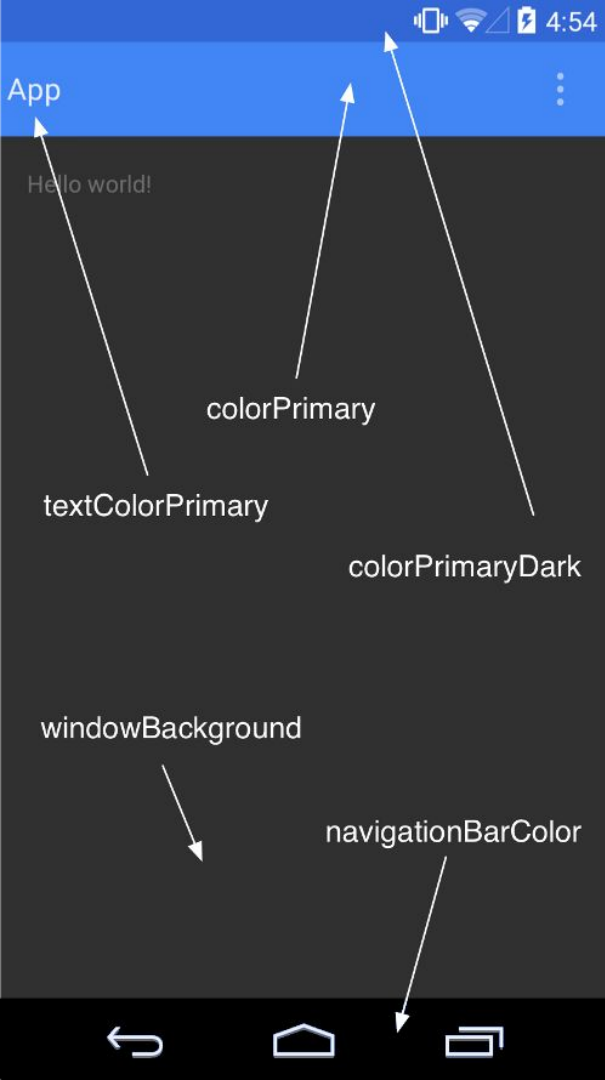 4:54
App
Hello world!
colorPrimary
textColorPrimary
colorPrimaryDark
windowBackground
navigationBarColor